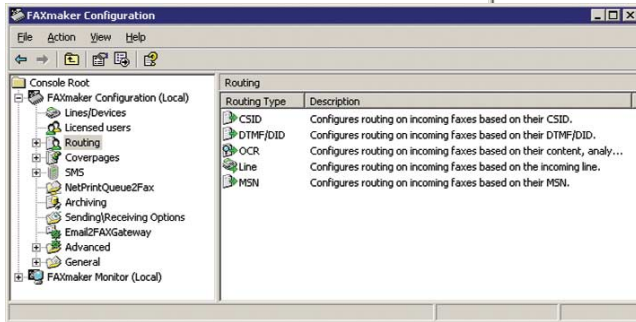 FAXmaker Configuration
File Action View Help
Console Root
FAXmaker Configuration (Local)
Lines/Devices
Licensed users
Routing
Coverpages
SMS
NetPrintQueue2Fax
Archiving
Sending\Receiving Options
Email2FAXGateway
Advanced
General
FAXmaker Monitor (Local)
Routing
Routing Type Description
CSID Configures routing on incoming faxes based on their CSID.
DTMF/DID Configures routing on incoming faxes based on their DTMF/DID.
OCR Configures routing on incoming faxes based on their content, analy...
Line Configures routing on incoming faxes based on the incoming line.
MSN Configures routing on incoming faxes based on their MSN.